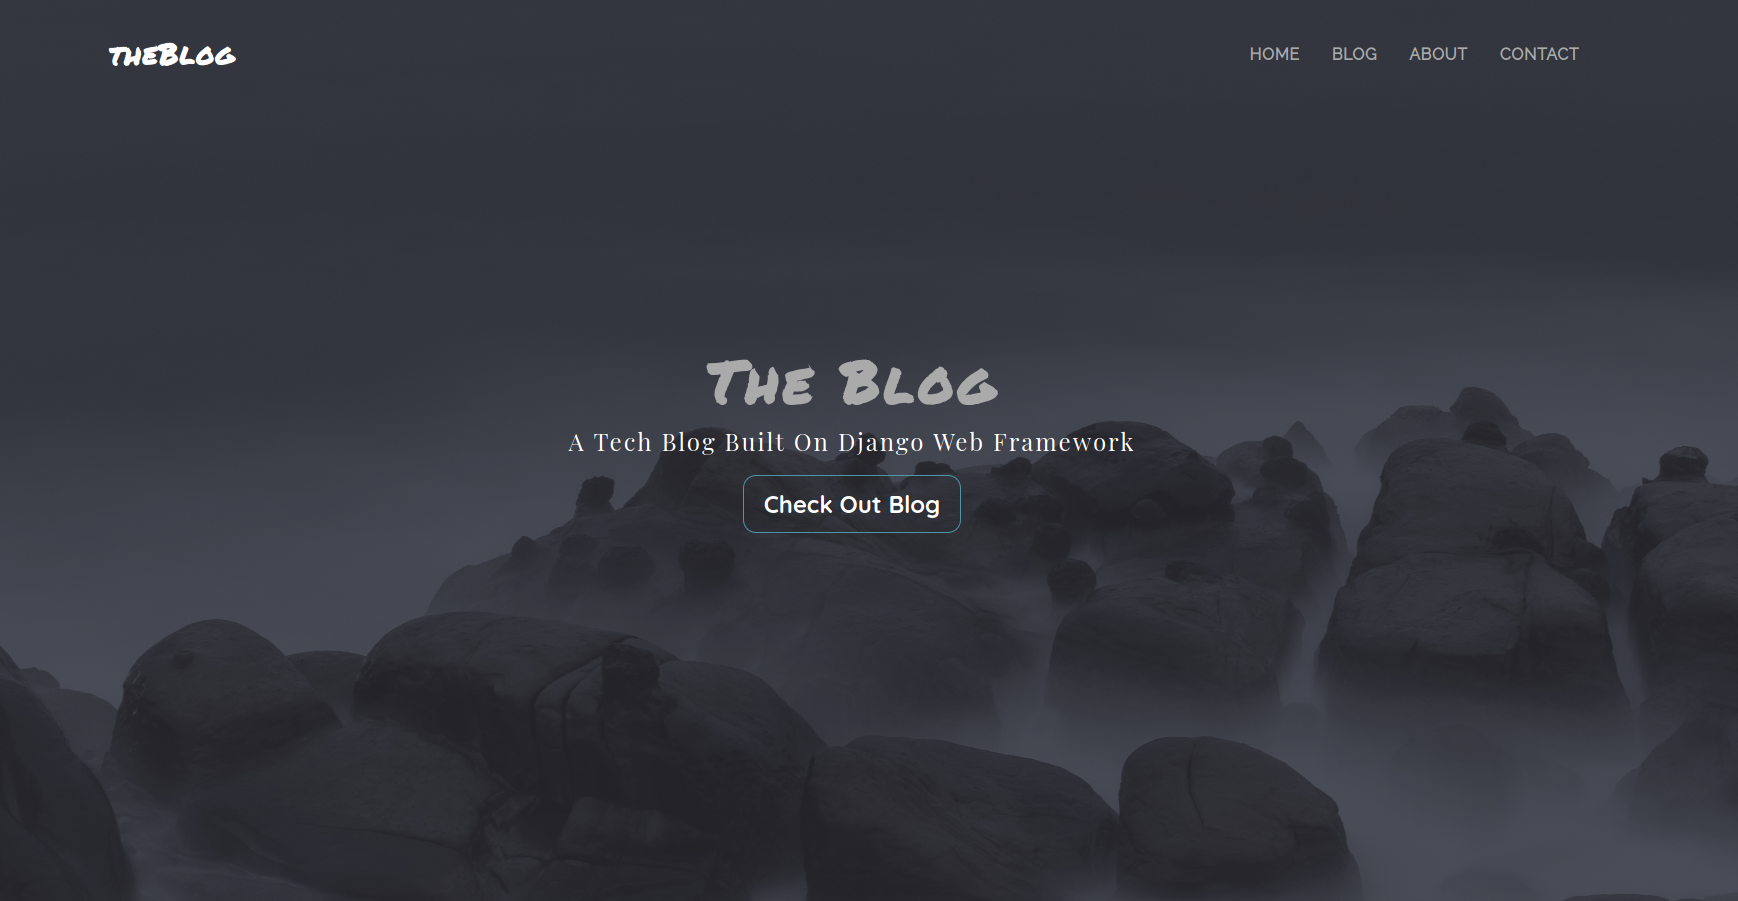 theBlog
HOME BLOG ABOUT CONTACT
The Blog
A Tech Blog Built On Django Web Framework
Check Out Blog